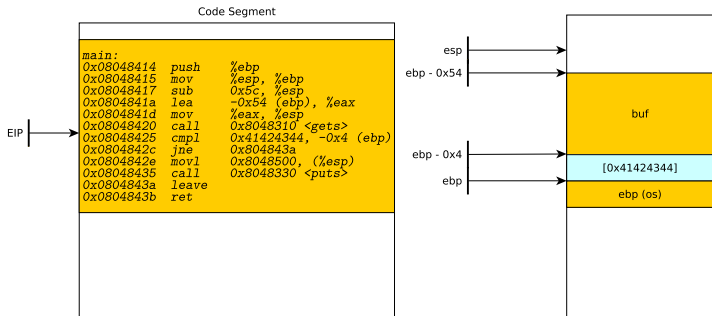 Code Segment
main:
0x08048414 push %ebp
0x08048415 mov %esp, %ebp
0x08048417 sub 0x5c, %esp
0x0804841a lea -0x54 (ebp), %eax
0x0804841d mov %eax, %esp
0x08048420 call 0x8048310 <gets>
0x08048425 cmpl 0x41424344, -0x4 (ebp)
0x0804842c jne 0x804843a
0x0804842e movl 0x8048500, (%esp)
0x08048435 call 0x8048330 <puts>
0x0804843a leave
0x0804843b ret
EIP
esp
ebp - 0x54
ebp - 0x4
ebp
buf
[0x41424344]
ebp (os)